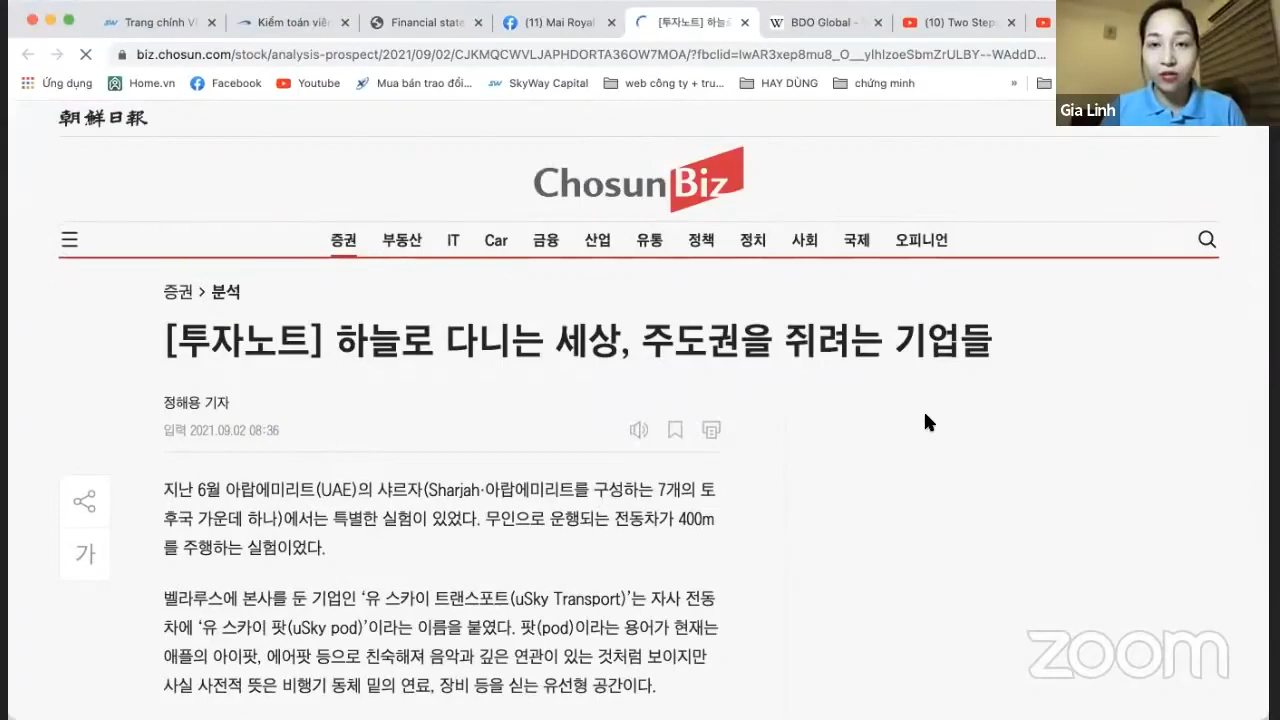 Trang chính V
Kiểm toán viên
Financial state
(11) Mai Royal
[투자노트] 하늘
BDO Global -
(10) Two Step
biz.chosun.com/stock/analysis-prospect/2021/09/02/CJKMQCWVLJAPHDORTA36OW7MOA/?fbclid=IwAR3xep8mu8_O__ylhIzoeSbmZrULBY--WAddD...
Ứng dụng
Home.vn
Facebook
Youtube
Mua bán trao đổi...
SkyWay Capital
web công ty + tru...
HAY DÙNG
chứng minh
»
Gia Linh
朝鮮日報
ChosunBiz
증권 부동산 IT Car 금융 산업 유통 정책 정치 사회 국제 오피니언
증권 > 분석
[투자노트] 하늘로 다니는 세상, 주도권을 쥐려는 기업들
정해용 기자
입력 2021.09.02 08:36
지난 6월 아랍에미리트(UAE)의 샤르자(Sharjah·아랍에미리트를 구성하는 7개의 토
후국 가운데 하나)에서는 특별한 실험이 있었다. 무인으로 운행되는 전동차가 400m
를 주행하는 실험이었다.
가
벨라루스에 본사를 둔 기업인 ‘유 스카이 트랜스포트(uSky Transport)’는 자사 전동
차에 ‘유 스카이 팟(uSky pod)’이라는 이름을 붙였다. 팟(pod)이라는 용어가 현재는
애플의 아이팟, 에어팟 등으로 친숙해져 음악과 깊은 연관이 있는 것처럼 보이지만
사실 사전적 뜻은 비행기 동체 밑의 연료, 장비 등을 싣는 유선형 공간이다.
zoom